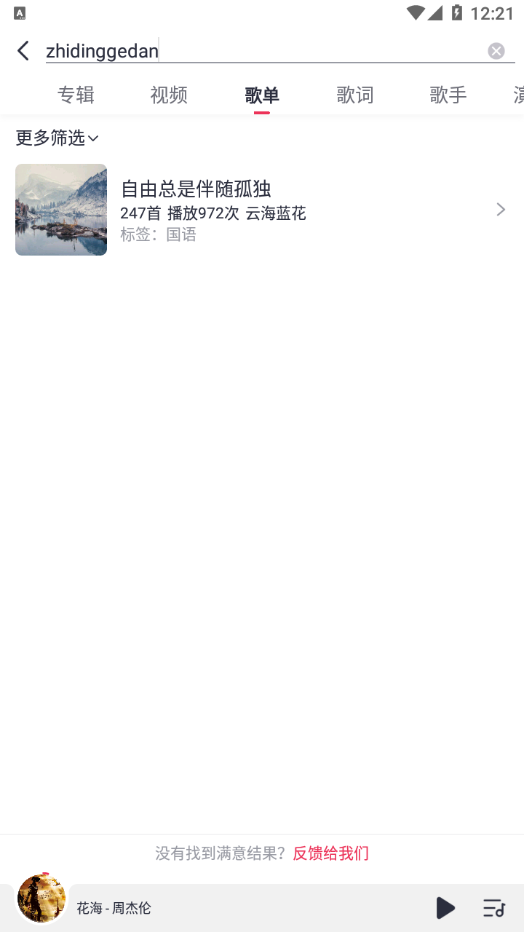 12:21
zhidinggedan
专辑 视频 歌单 歌词 歌手
更多筛选
自由总是伴随孤独
247首 播放972次 云海蓝花
标签：国语
没有找到满意结果？反馈给我们
花海 - 周杰伦